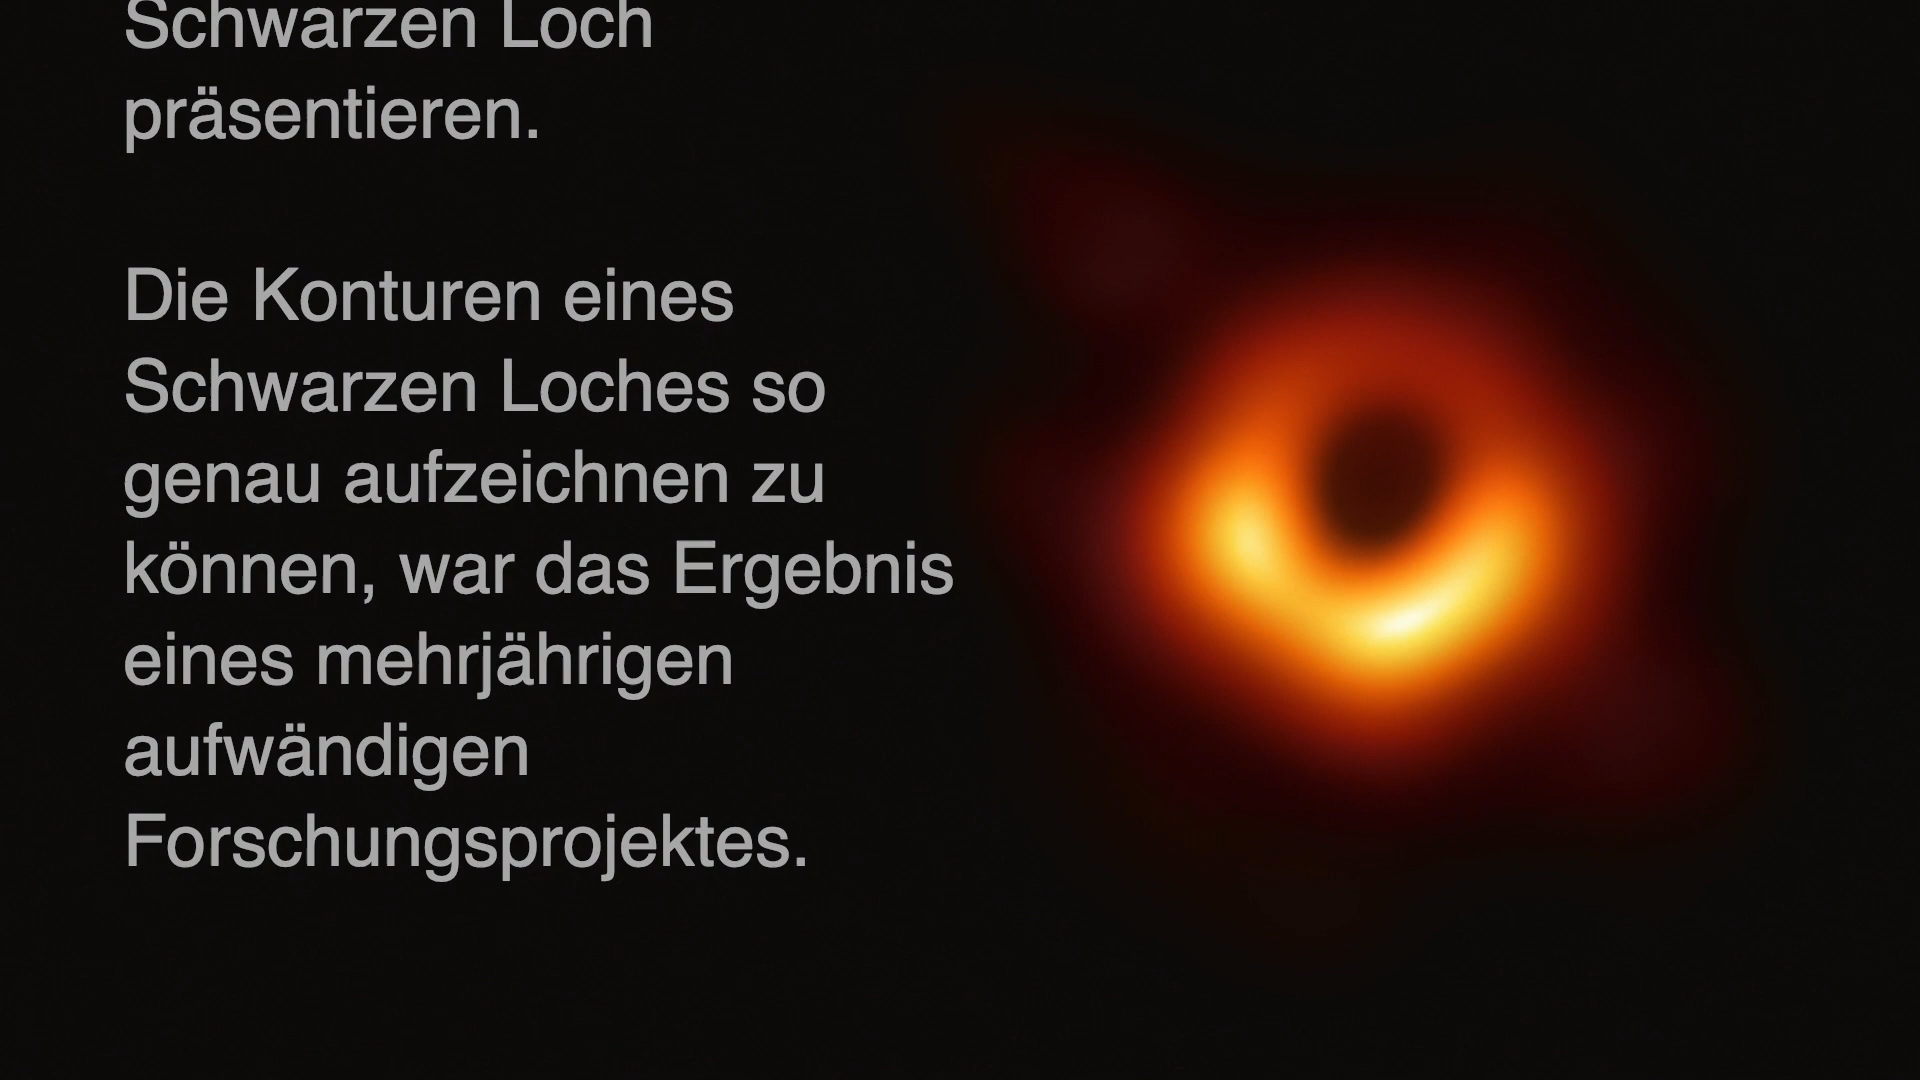 Schwarzen Loch
präsentieren.
Die Konturen eines
Schwarzen Loches so
genau aufzeichnen zu
können, war das Ergebnis
eines mehrjährigen
aufwändigen
Forschungsprojektes.